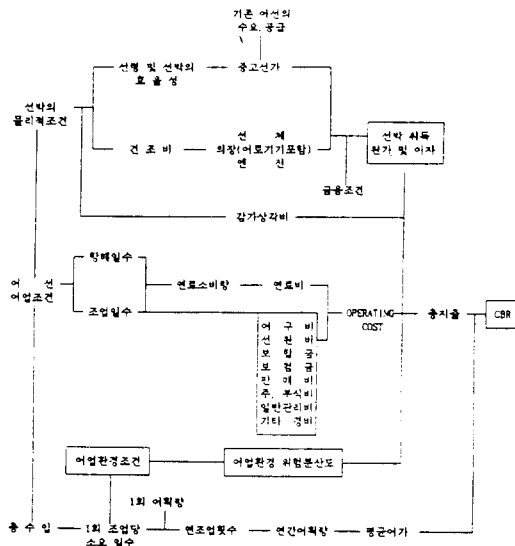 기존 어선의
수요, 공급
선령 및 선박의
효율성
중고선가
선박의
물리적조건
건조비
선체
의장(어로기기포함)
엔진
선박 취득
원가 및 이자
금융조건
감가상각비
어선
어업조건
항해일수
조업일수
연료소비량
연료비
어구비
선원비
보합금
보험금
판매비
주, 부식비
일반관리비
기타 경비
OPERATING
COST
총지출
CBR
어업환경조건
어업환경 위험분산도
1회 어획량
총수입
1회 조업당
소요 일수
연조업횟수
연간어획량
평균어가